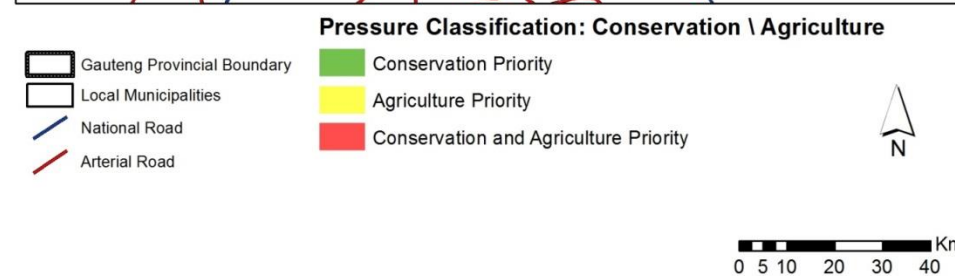 Pressure Classification: Conservation \ Agriculture
Gauteng Provincial Boundary
Local Municipalities
National Road
Arterial Road
Conservation Priority
Agriculture Priority
Conservation and Agriculture Priority
N
Km
0 5 10 20 30 40